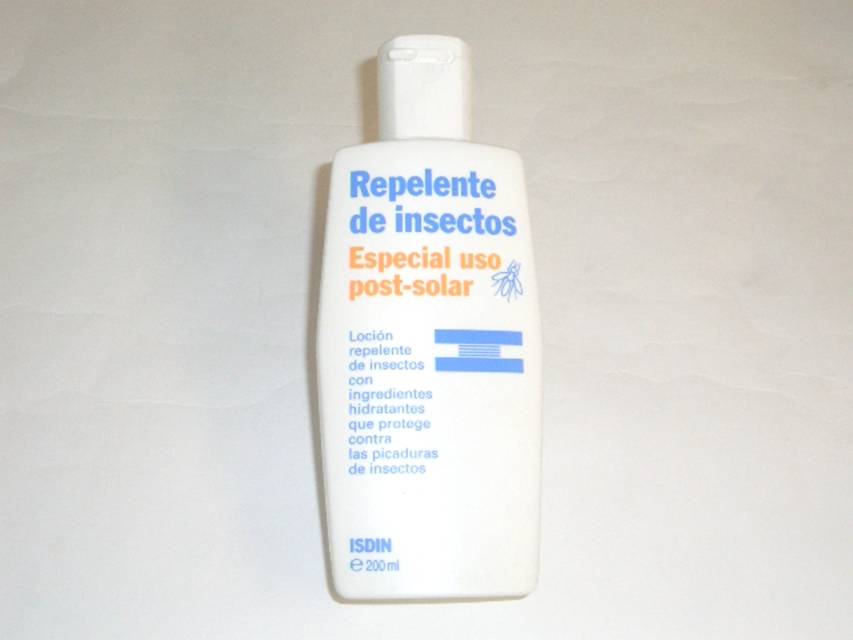 Repelente
de insectos
Especial uso
post-solar
Loción
repelente
de insectos
con
ingredientes
hidratantes
que protege
contra
las picaduras
de insectos
ISDIN
℮ 200 ml